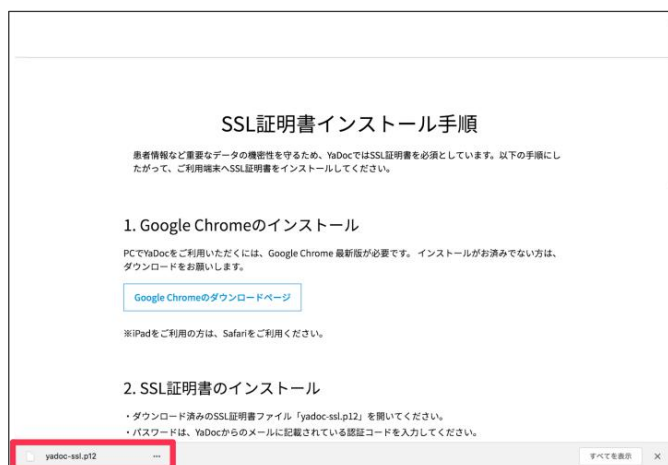 SSL証明書インストール手順
患者情報など重要なデータの機密性を守るため、YaDocではSSL証明書を必須としています。以下の手順にし
たがって、ご利用端末へSSL証明書をインストールしてください。
1. Google Chromeのインストール
PCでYaDocをご利用いただくには、Google Chrome 最新版が必要です。 インストールがお済みでない方は、
ダウンロードをお願いします。
Google Chromeのダウンロードページ
※iPadをご利用の方は、Safariをご利用ください。
2. SSL証明書のインストール
・ダウンロード済みのSSL証明書ファイル「yadoc-ssl.p12」を開いてください。
・パスワードは、YaDocからのメールに記載されている認証コードを入力してください。
yadoc-ssl.p12
すべてを表示